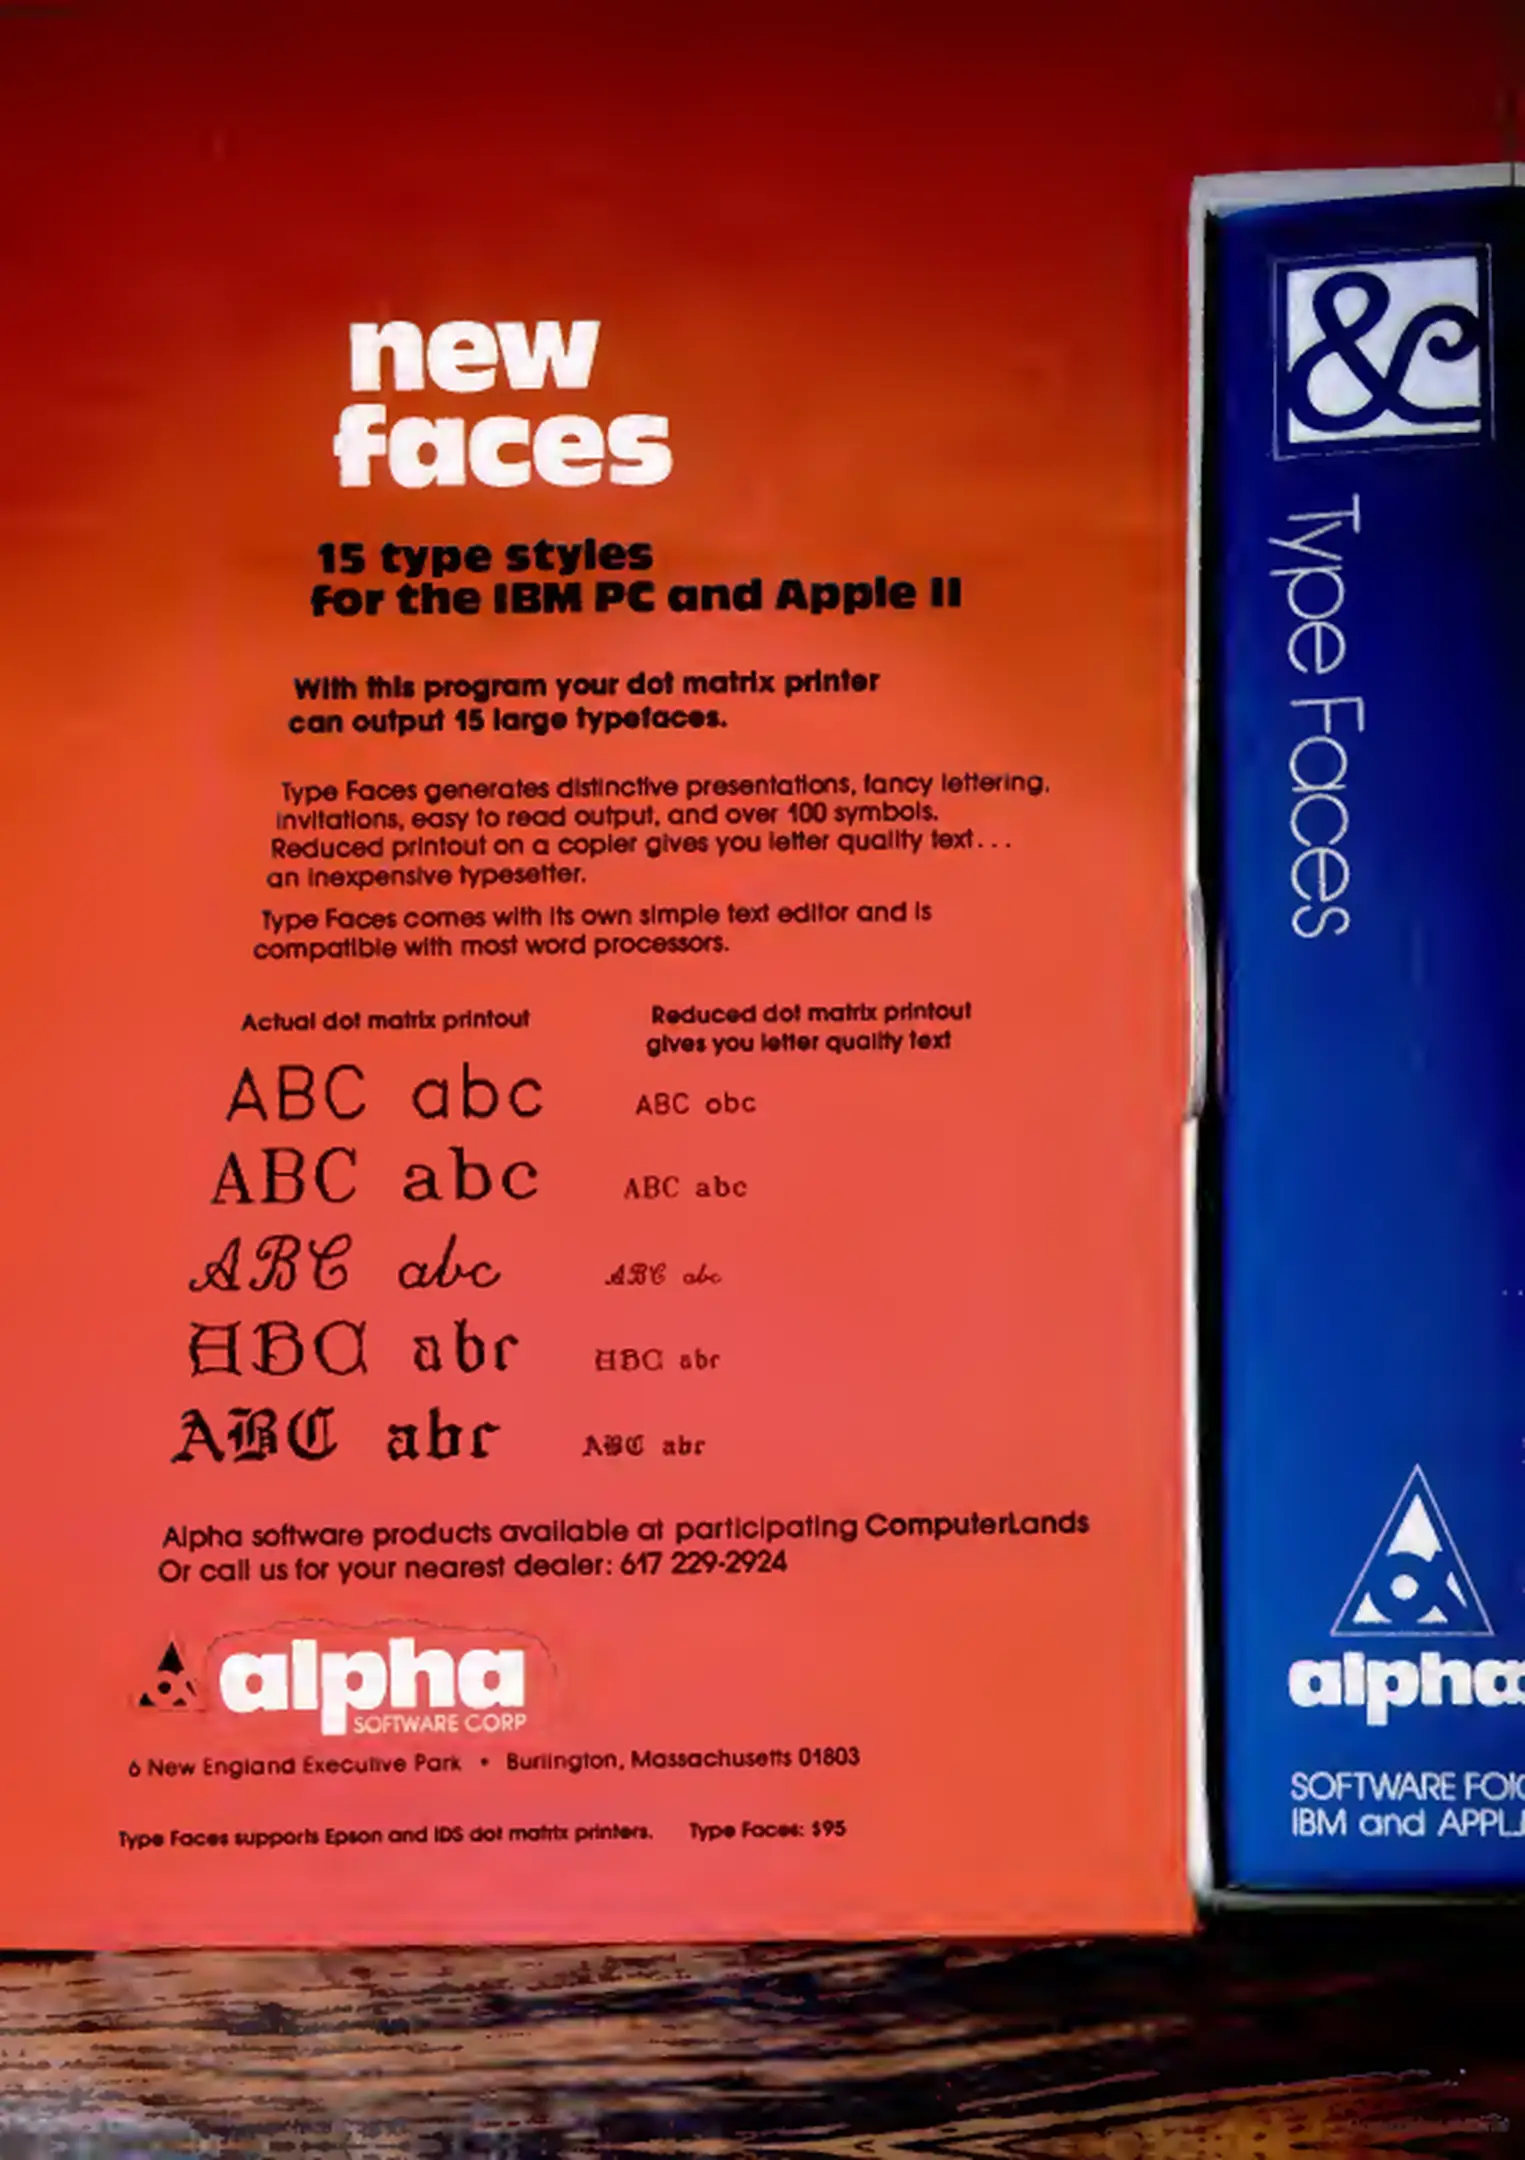 new
faces
15 type styles
for the IBM PC and Apple II
With this program your dot matrix printer
can output 15 large typefaces.
Type Faces generates distinctive presentations, fancy lettering,
invitations, easy to read output, and over 100 symbols.
Reduced printout on a copier gives you letter quality text...
an inexpensive typesetter.
Type Faces comes with its own simple text editor and is
compatible with most word processors.
Actual dot matrix printout
Reduced dot matrix printout
gives you letter quality text
ABC abc ABC abc
ABC abc ABC abc
ABC abc ABC abc
ABC abc ABC abc
ABC abc ABC abc
Alpha software products available at participating ComputerLands
Or call us for your nearest dealer: 617 229-2924
alpha
SOFTWARE CORP
6 New England Executive Park • Burlington, Massachusetts 01803
Type Faces supports Epson and IDS dot matrix printers. Type Faces: $95
&
Type Faces
alpha
SOFTWARE FO
IBM and APPL